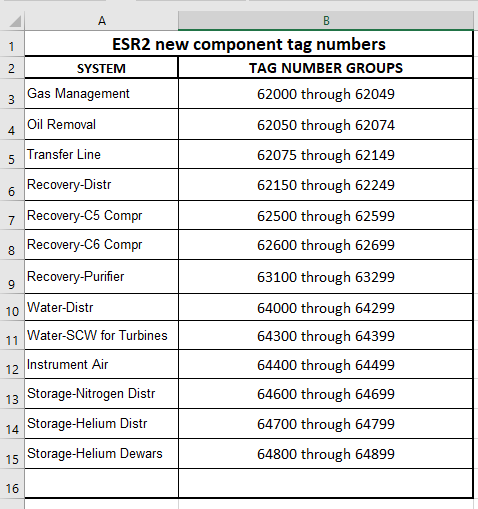 A B
1 ESR2 new component tag numbers
2 SYSTEM TAG NUMBER GROUPS
3 Gas Management 62000 through 62049
4 Oil Removal 62050 through 62074
5 Transfer Line 62075 through 62149
6 Recovery-Distr 62150 through 62249
7 Recovery-C5 Compr 62500 through 62599
8 Recovery-C6 Compr 62600 through 62699
9 Recovery-Purifier 63100 through 63299
10 Water-Distr 64000 through 64299
11 Water-SCW for Turbines 64300 through 64399
12 Instrument Air 64400 through 64499
13 Storage-Nitrogen Distr 64600 through 64699
14 Storage-Helium Distr 64700 through 64799
15 Storage-Helium Dewars 64800 through 64899
16